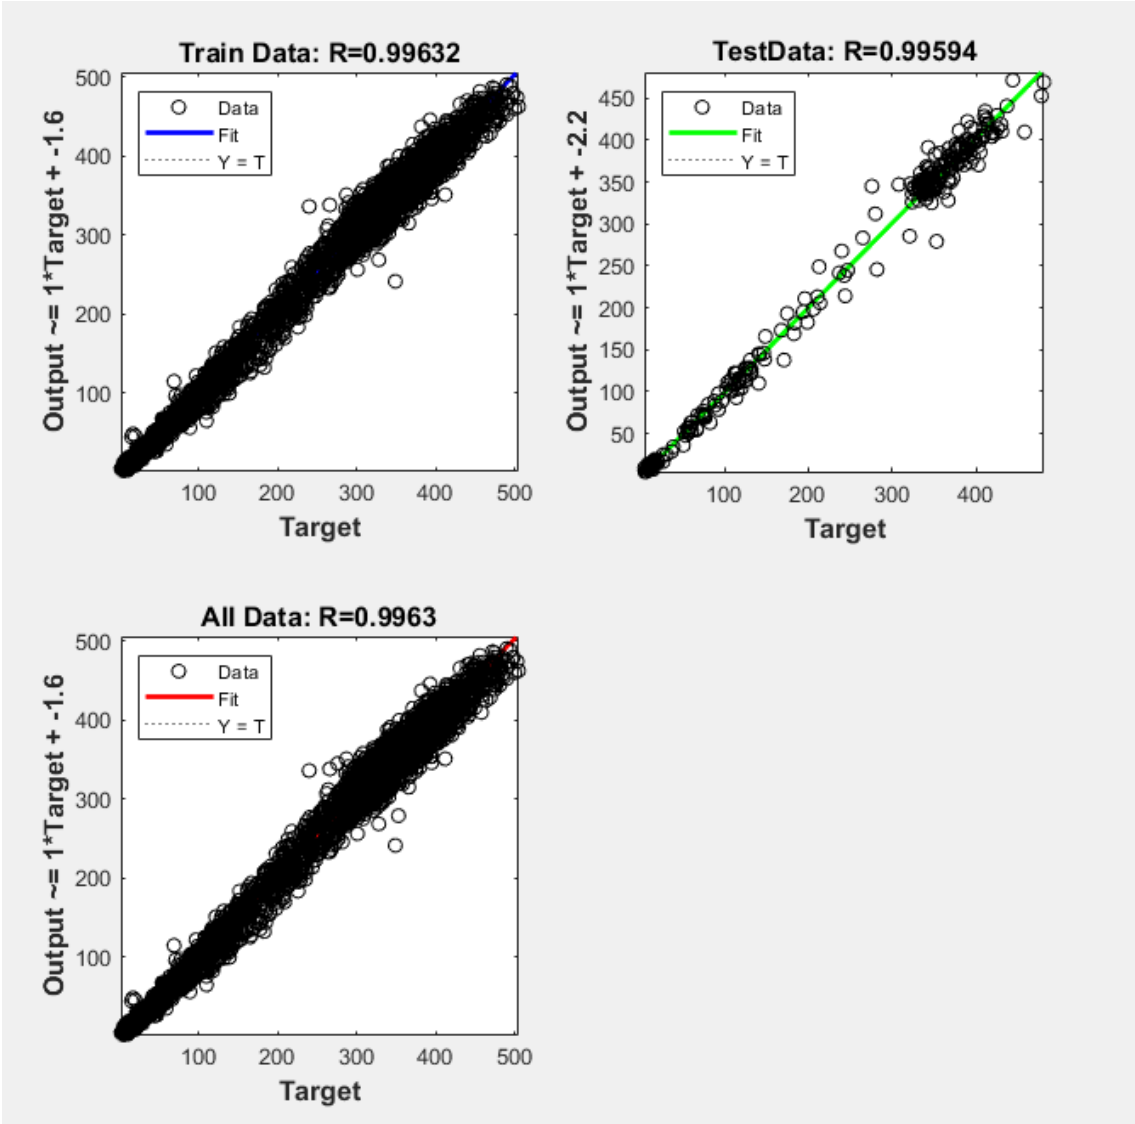 Train Data: R=0.99632
Output ~= 1*Target + -1.6
500
400
300
200
100
Data
Fit
Y = T
100 200 300 400 500
Target
TestData: R=0.99594
Output ~= 1*Target + -2.2
450
400
350
300
250
200
150
100
50
Data
Fit
Y = T
100 200 300 400
Target
All Data: R=0.9963
Output ~= 1*Target + -1.6
500
400
300
200
100
Data
Fit
Y = T
100 200 300 400 500
Target